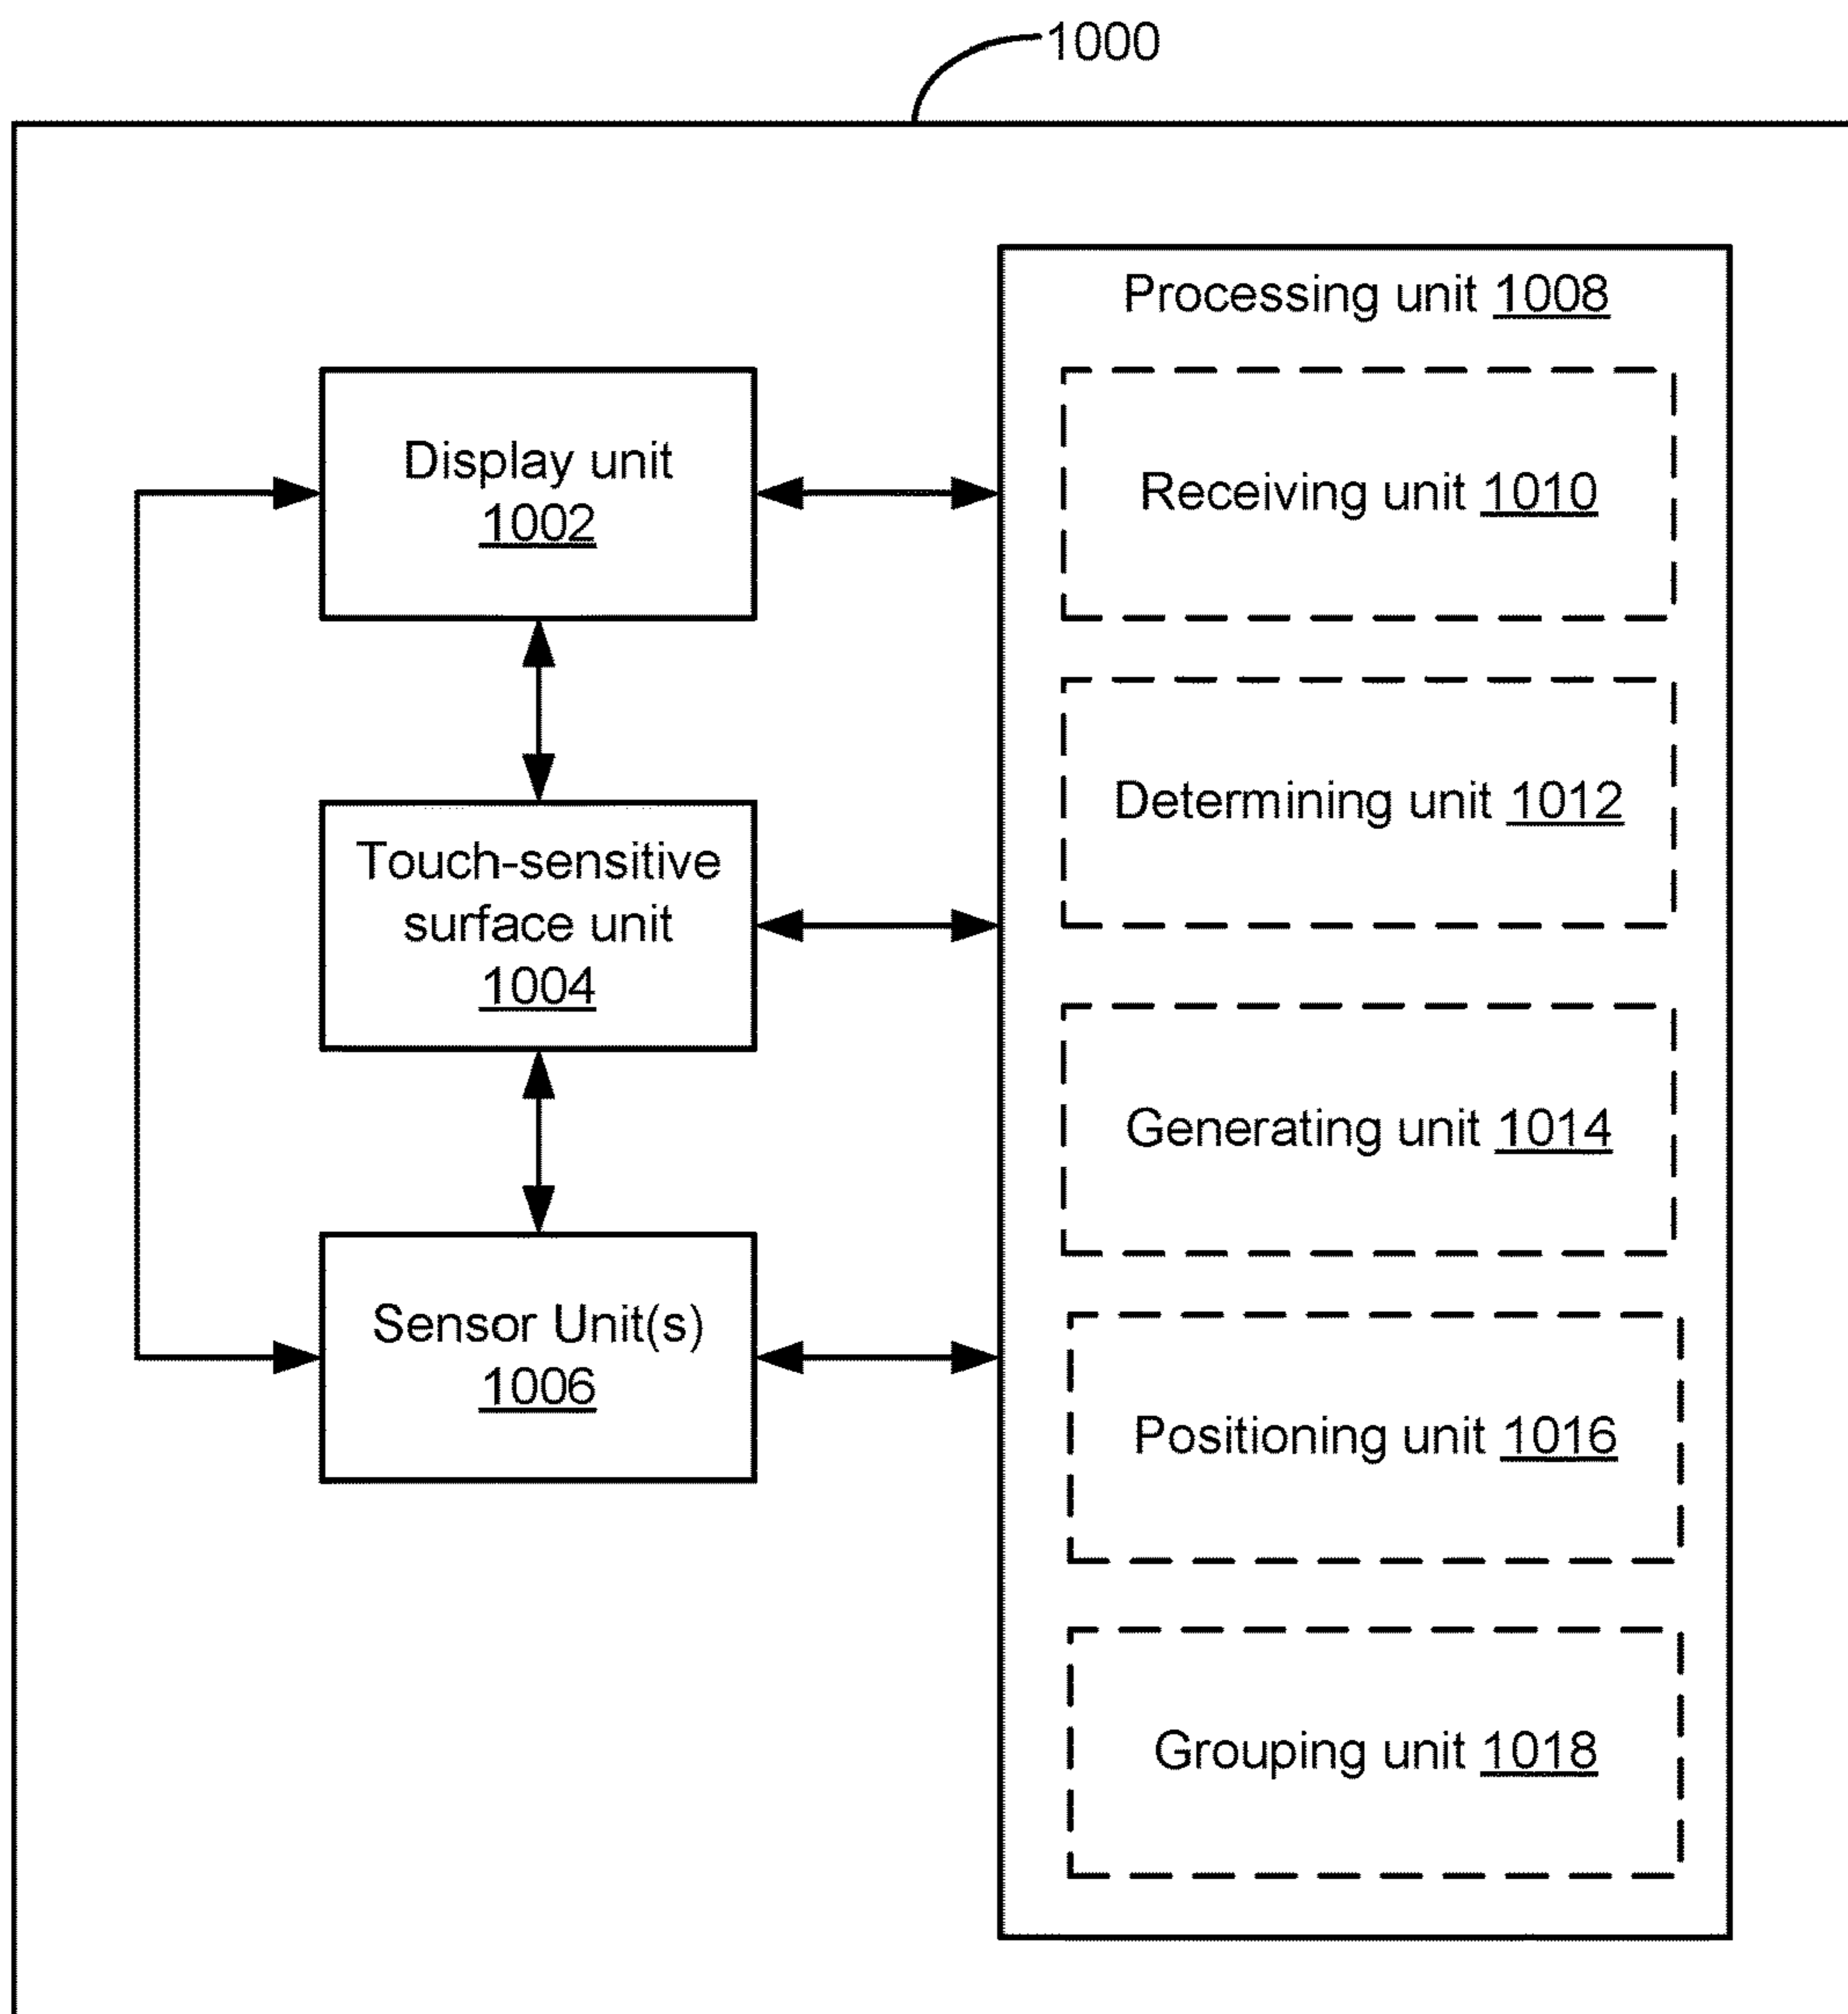 1000
Processing unit 1008
Display unit
1002
Receiving unit 1010
Determining unit 1012
Touch-sensitive
surface unit
1004
Generating unit 1014
Sensor Unit(s)
1006
Positioning unit 1016
Grouping unit 1018